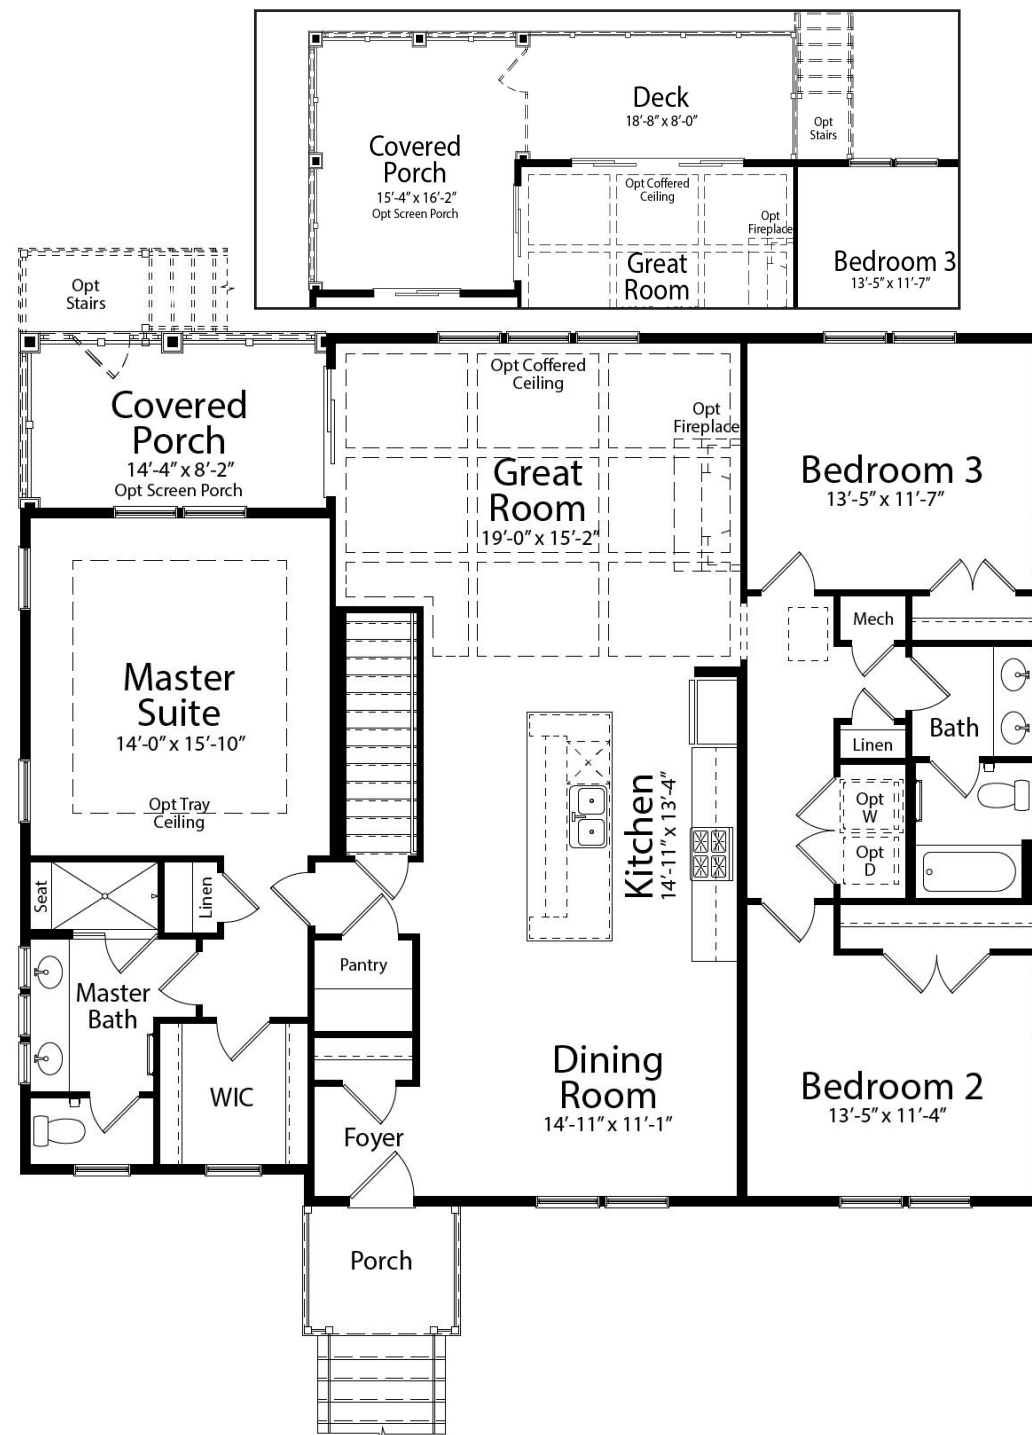 Deck
18’-8” x 8’-0”
Opt
Stairs
Covered
Porch
15’-4” x 16’-2”
Opt Screen Porch
Opt Coffered
Ceiling
Opt
Fireplace
Great
Room
Bedroom 3
13’-5” x 11’-7”
Opt
Stairs
Covered
Porch
14’-4” x 8’-2”
Opt Screen Porch
Opt Coffered
Ceiling
Opt
Fireplace
Great
Room
19’-0” x 15’-2”
Bedroom 3
13’-5” x 11’-7”
Mech
Master
Suite
14’-0” x 15’-10”
Opt Tray
Ceiling
Bath
Linen
Kitchen
14’-11” x 13’-4”
Opt
W
Opt
D
Seat
Linen
Pantry
Master
Bath
WIC
Foyer
Dining
Room
14’-11” x 11’-1”
Bedroom 2
13’-5” x 11’-4”
Porch